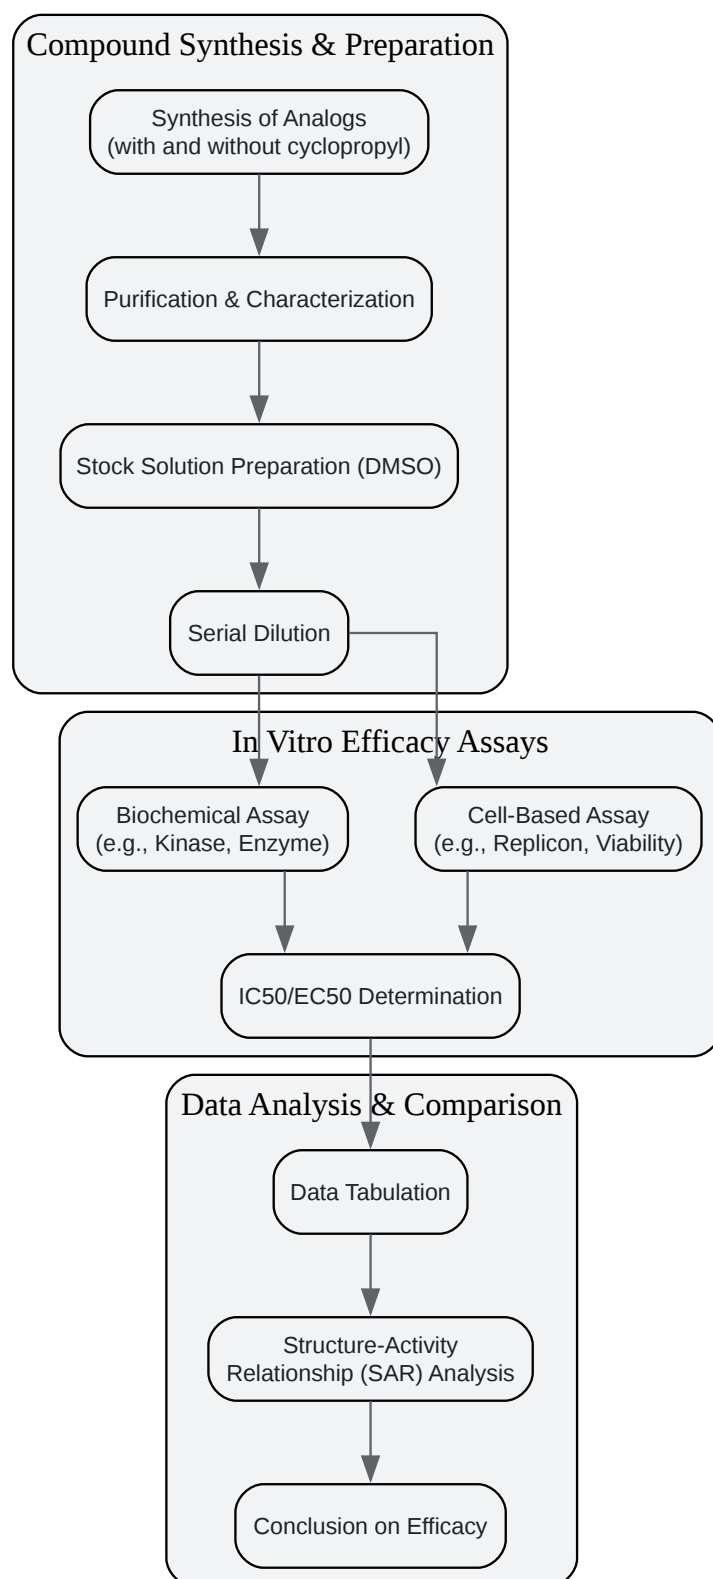 Compound Synthesis & Preparation
Synthesis of Analogs
(with and without cyclopropyl)
Purification & Characterization
Stock Solution Preparation (DMSO)
Serial Dilution
In Vitro Efficacy Assays
Biochemical Assay
(e.g., Kinase, Enzyme)
Cell-Based Assay
(e.g., Replicon, Viability)
IC50/EC50 Determination
Data Analysis & Comparison
Data Tabulation
Structure-Activity
Relationship (SAR) Analysis
Conclusion on Efficacy